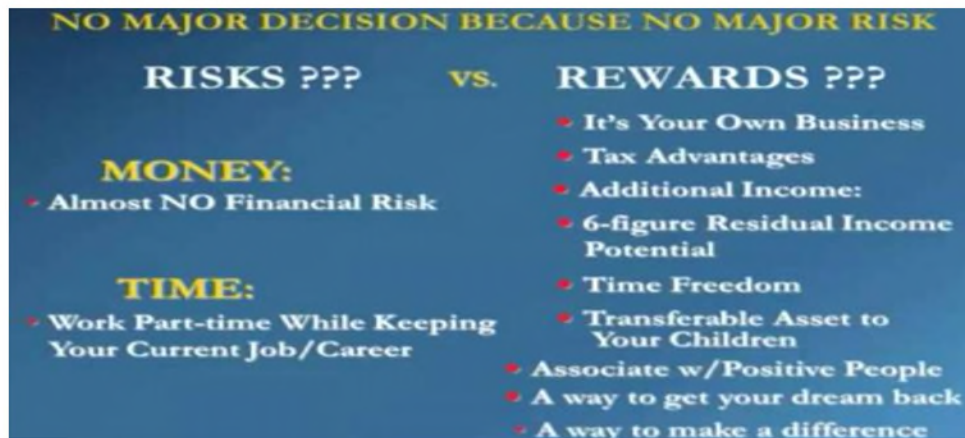 NO MAJOR DECISION BECAUSE NO MAJOR RISK
RISKS ??? vs. REWARDS ???
MONEY:
• Almost NO Financial Risk
TIME:
• Work Part-time While Keeping
Your Current Job/Career
• It's Your Own Business
• Tax Advantages
• Additional Income:
• 6-figure Residual Income
Potential
• Time Freedom
• Transferable Asset to
Your Children
• Associate w/Positive People
• A way to get your dream back
• A way to make a difference